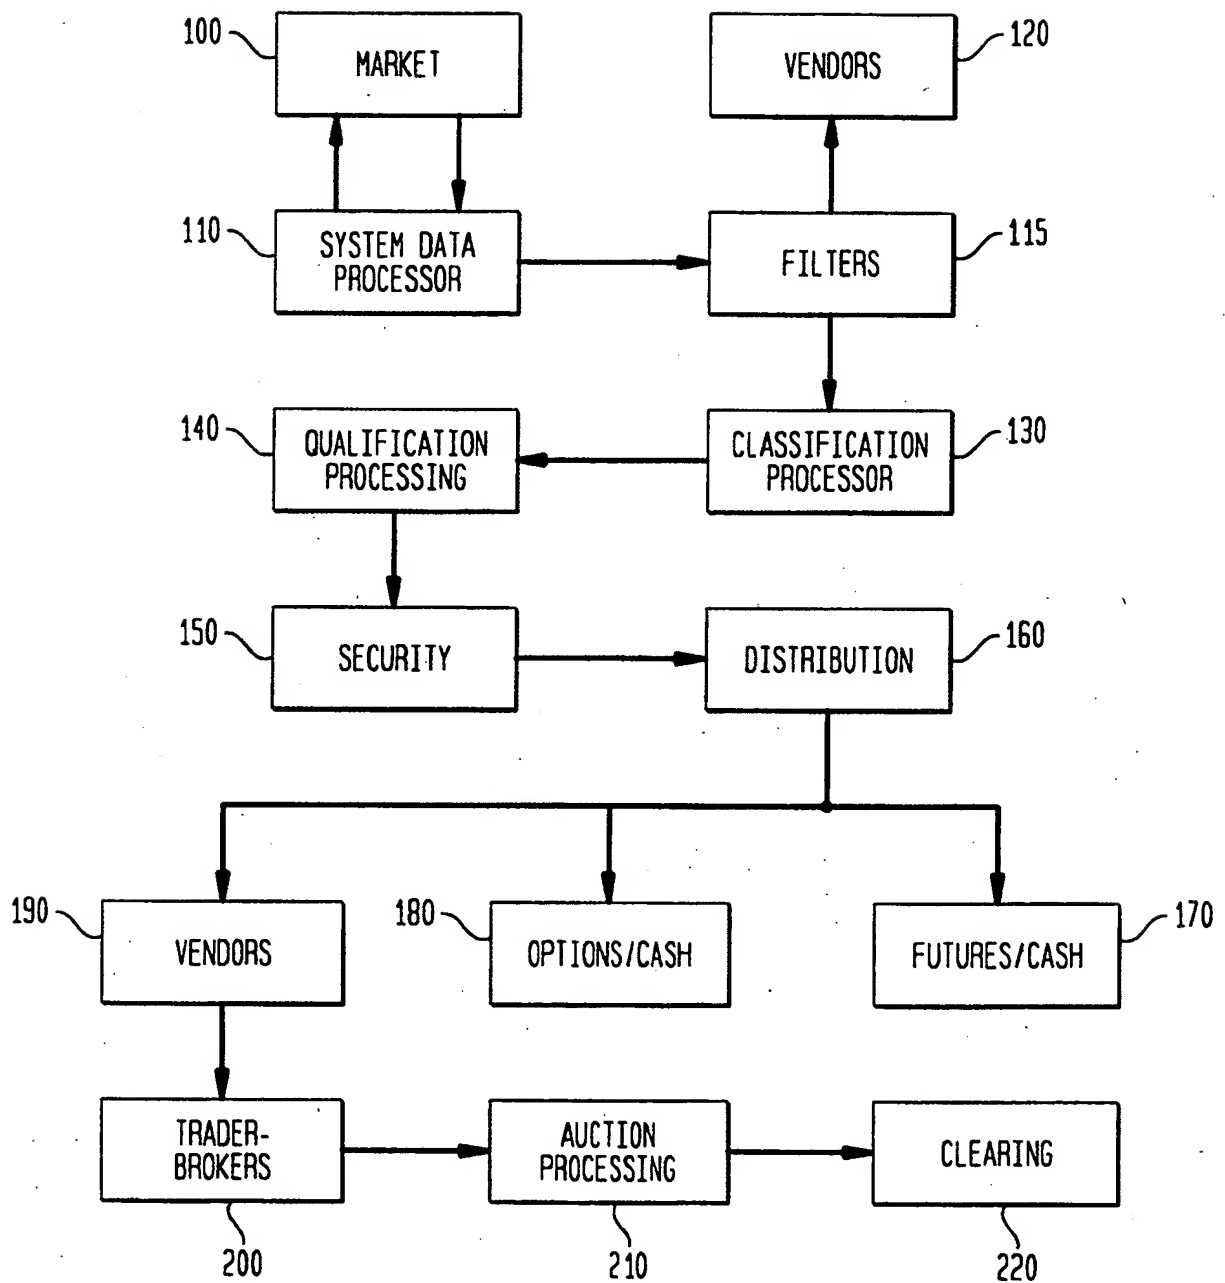 100
MARKET
120
VENDORS
110
SYSTEM DATA
PROCESSOR
115
FILTERS
140
QUALIFICATION
PROCESSING
130
CLASSIFICATION
PROCESSOR
150
SECURITY
160
DISTRIBUTION
190
VENDORS
180
OPTIONS/CASH
170
FUTURES/CASH
TRADER-
BROKERS
200
AUCTION
PROCESSING
210
CLEARING
220